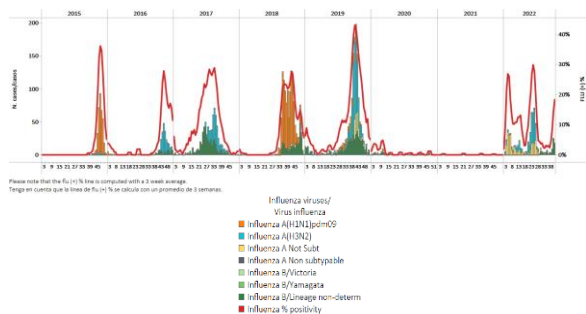 2015 2016 2017 2018 2019 2020 2021 2022
200
150
100
50
0
N. cases/casos
40%
30%
20%
10%
0%
FLU (+) %
Please note that the flu (+) % line is computed with a 3 week average.
Tenga en cuenta que la línea de flu (+) % se calcula con un promedio de 3 semanas.
Influenza viruses/
Virus influenza
Influenza A(H1N1)pdm09
Influenza A(H3N2)
Influenza A Not Subt
Influenza A Non subtypable
Influenza B/Victoria
Influenza B/Yamagata
Influenza B/Lineage non-determ
Influenza % positivity